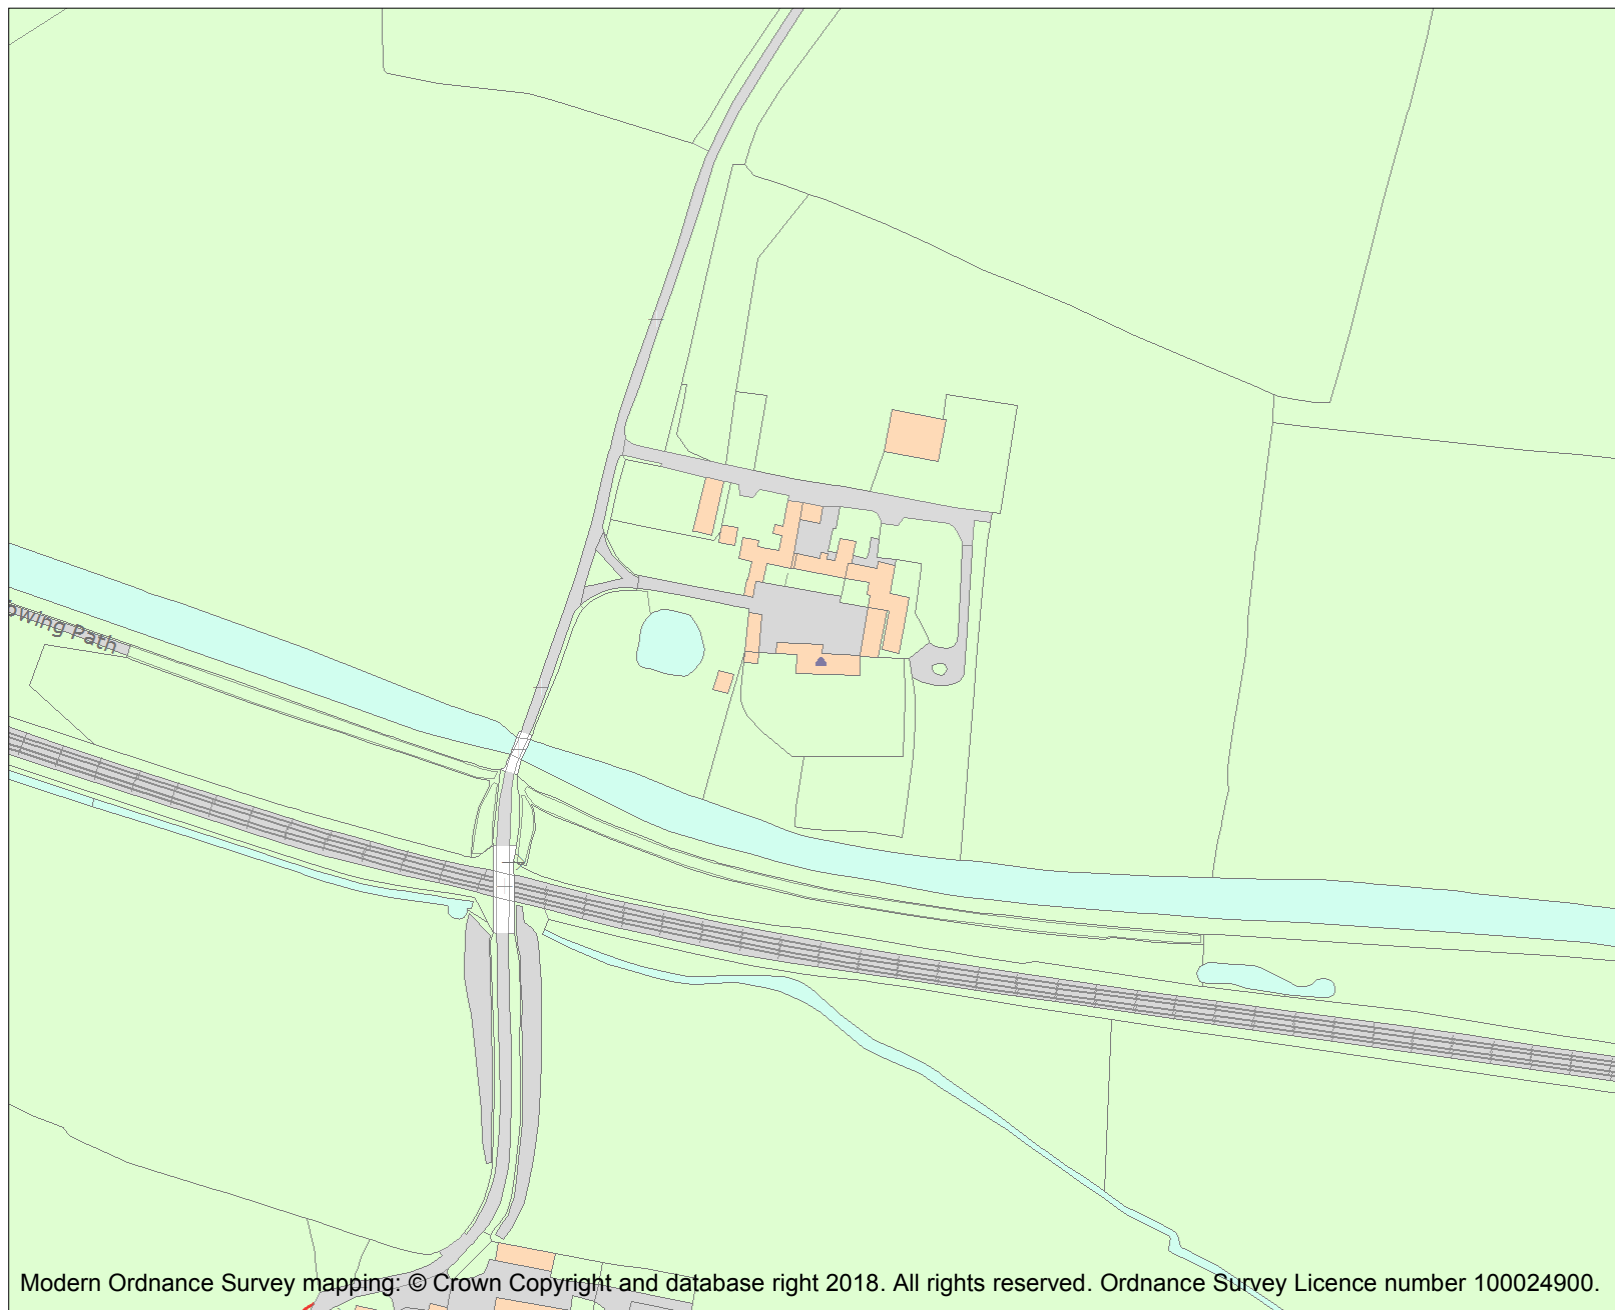 Path
Modern Ordnance Survey mapping: © Crown Copyright and database right 2018. All rights reserved. Ordnance Survey Licence number 100024900.